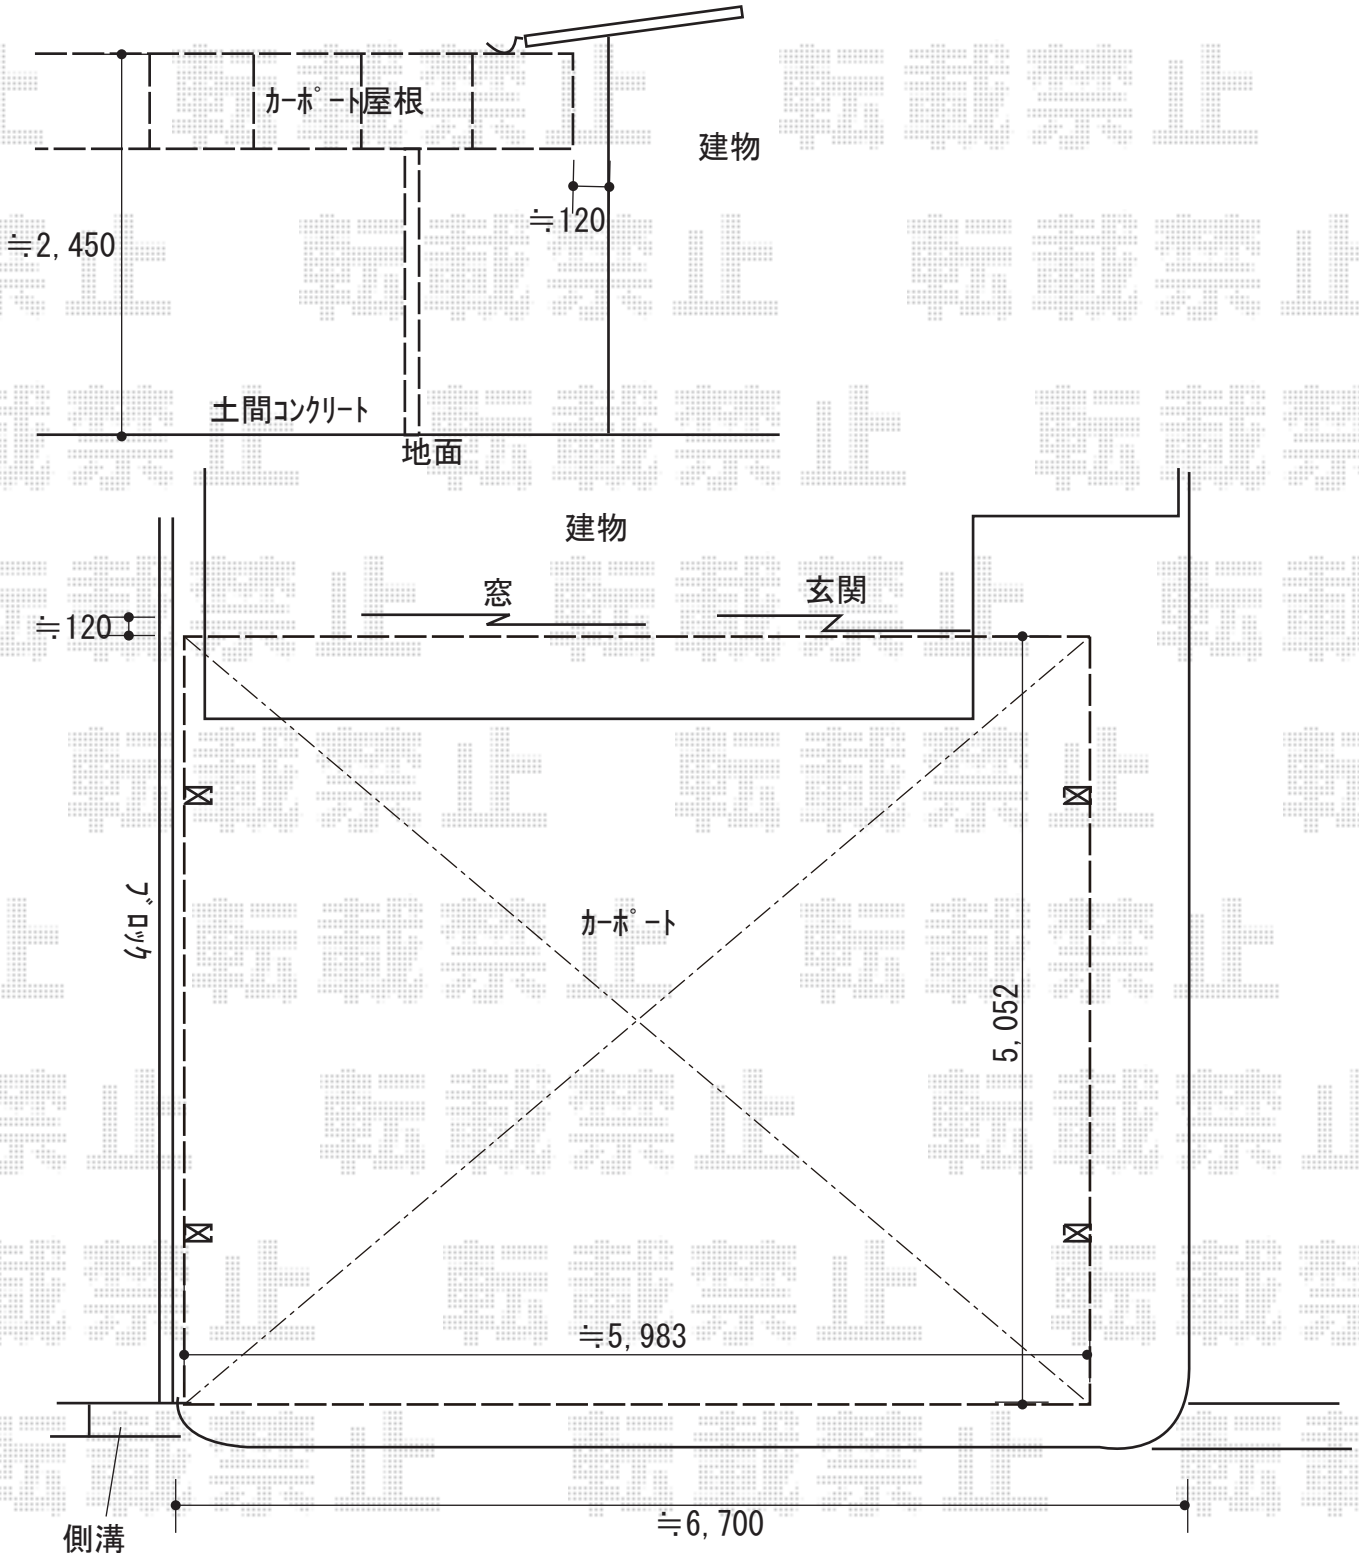 カーポート屋根
建物
≒120
≒2,450
土間コンクリート
地面
建物
窓
玄関
≒120
ブロック
カーポート
5,052
≒5,983
≒6,700
側溝
転載禁止